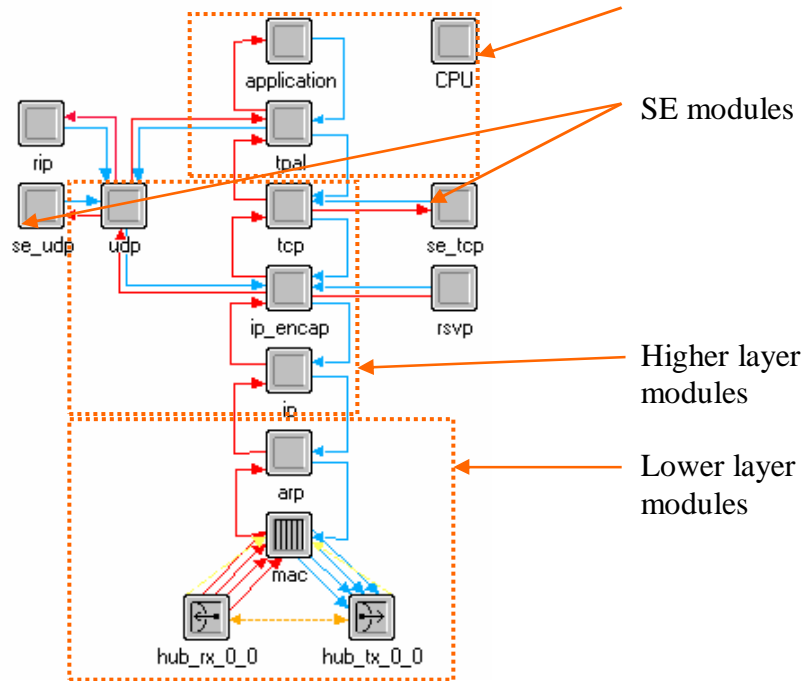 application
CPU
SE modules
rip
tpal
se_udp
udp
tcp
se_tcp
ip_encap
rsvp
Higher layer
modules
ip
Lower layer
modules
arp
mac
hub_rx_0_0
hub_tx_0_0